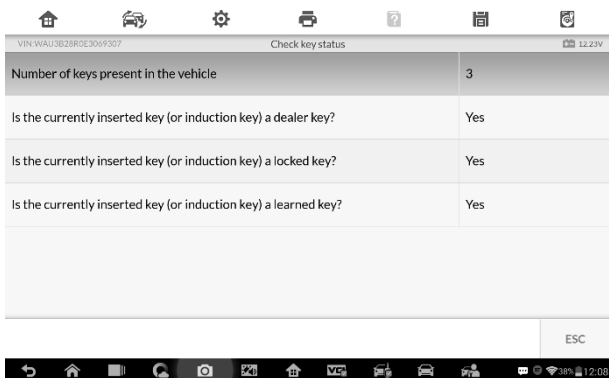 VIN:WAU3B28R0E3069307 Check key status 12.23V
Number of keys present in the vehicle 3
Is the currently inserted key (or induction key) a dealer key? Yes
Is the currently inserted key (or induction key) a locked key? Yes
Is the currently inserted key (or induction key) a learned key? Yes
ESC
38% 12:08